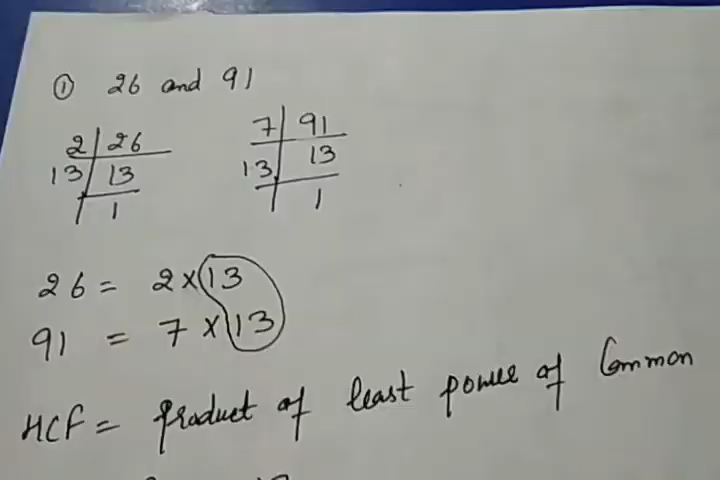 ① 26 and 91
2 | 26
13 | 13
1
7 | 91
13 | 13
1
26 = 2 × 13
91 = 7 × 13
HCF = product of least power of Common